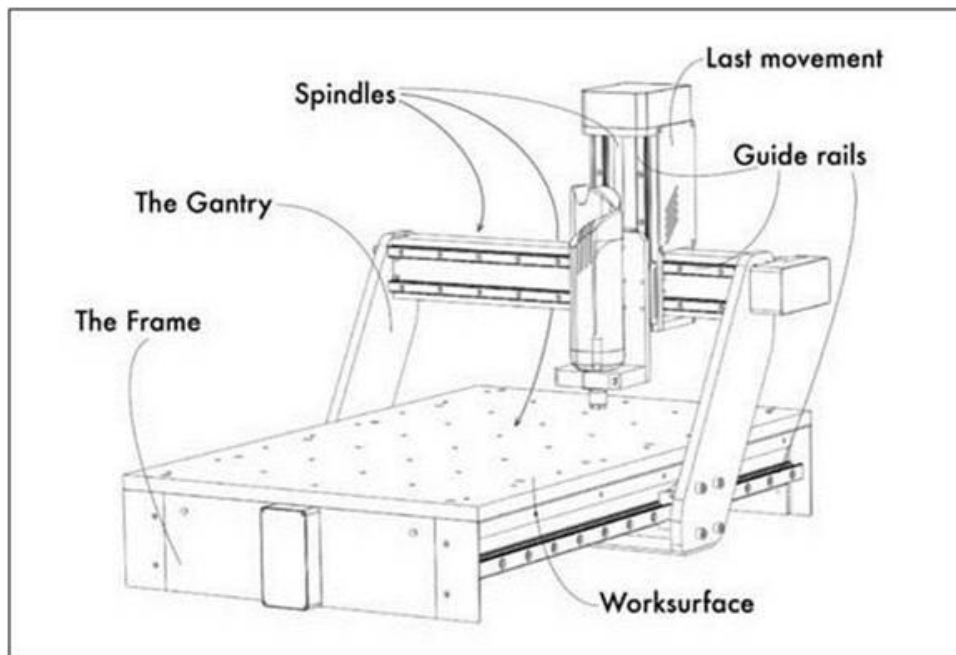 Last movement
Spindles
Guide rails
The Gantry
The Frame
Worksurface